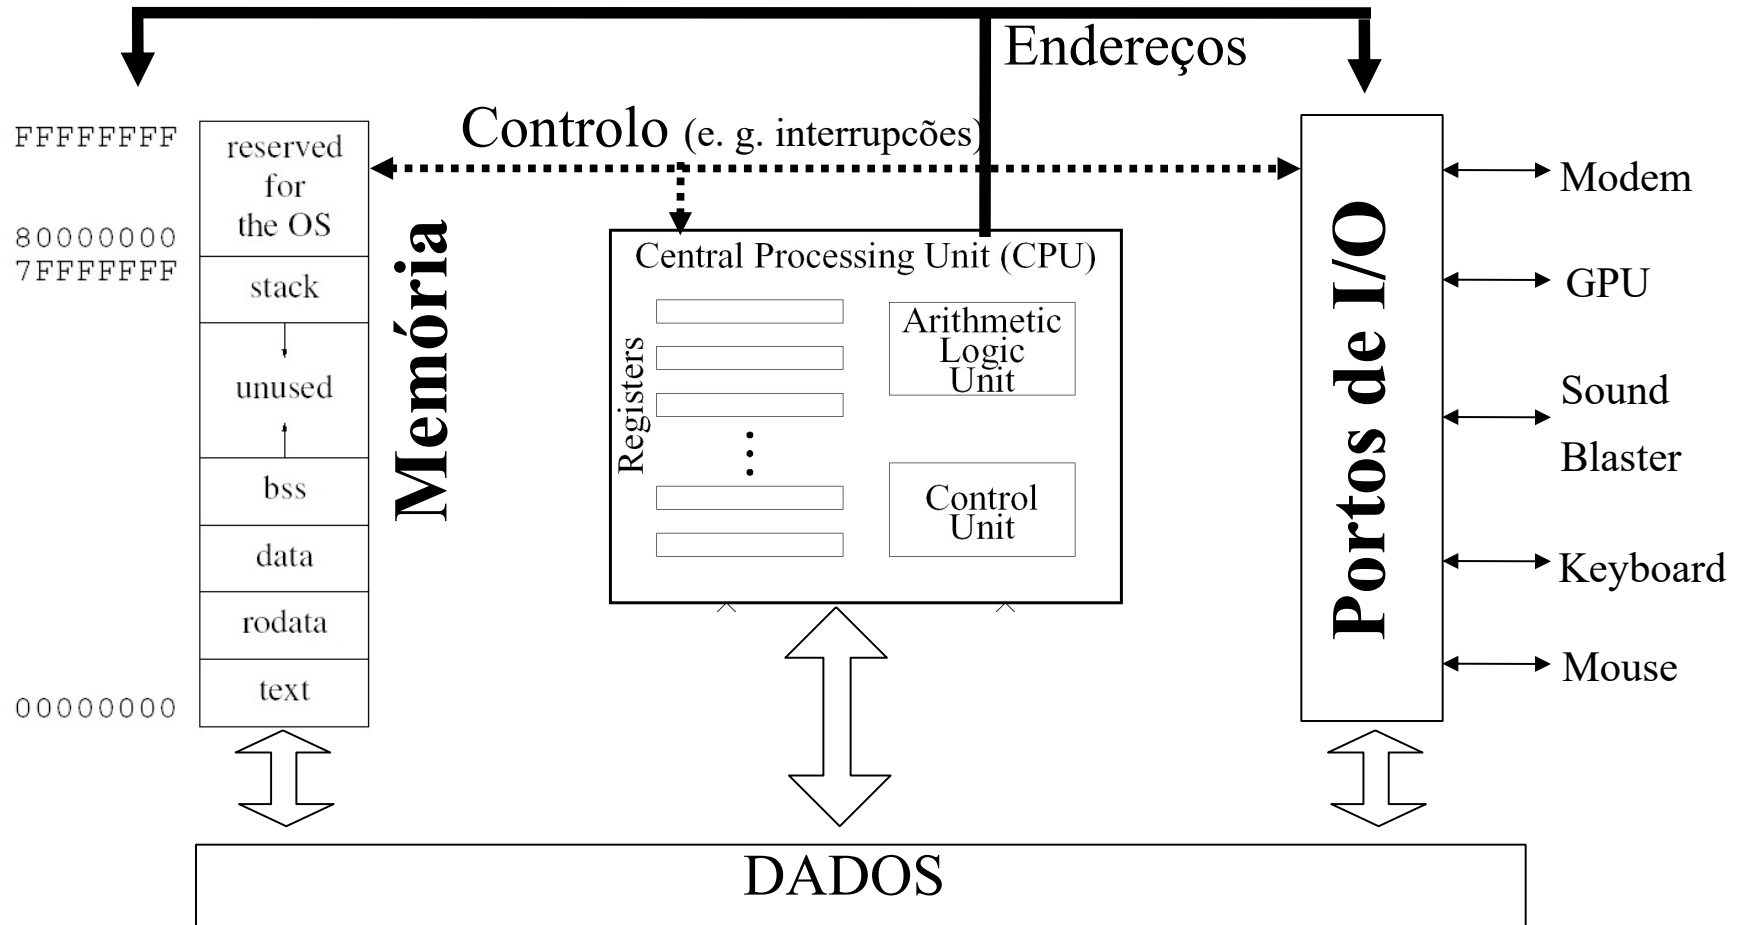 Endereços
Controlo (e. g. interrupcões)
FFFFFFFF
80000000
7FFFFFFF
00000000
reserved
for
the OS
stack
unused
bss
data
rodata
text
Memória
Central Processing Unit (CPU)
Registers
Arithmetic
Logic
Unit
Control
Unit
Portos de I/O
Modem
GPU
Sound
Blaster
Keyboard
Mouse
DADOS